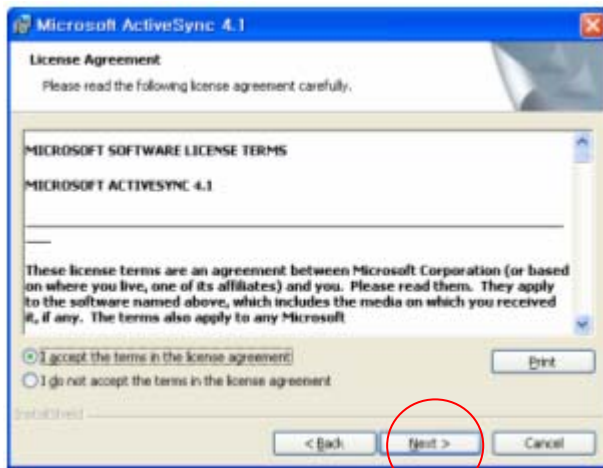 Microsoft ActiveSync 4.1
License Agreement
Please read the following license agreement carefully.
MICROSOFT SOFTWARE LICENSE TERMS
MICROSOFT ACTIVESYNC 4.1
These license terms are an agreement between Microsoft Corporation (or based
on where you live, one of its affiliates) and you.  Please read them.  They apply
to the software named above, which includes the media on which you received
it, if any.  The terms also apply to any Microsoft
I accept the terms in the license agreement
Print
I do not accept the terms in the license agreement
InstallShield
< Back
Next >
Cancel